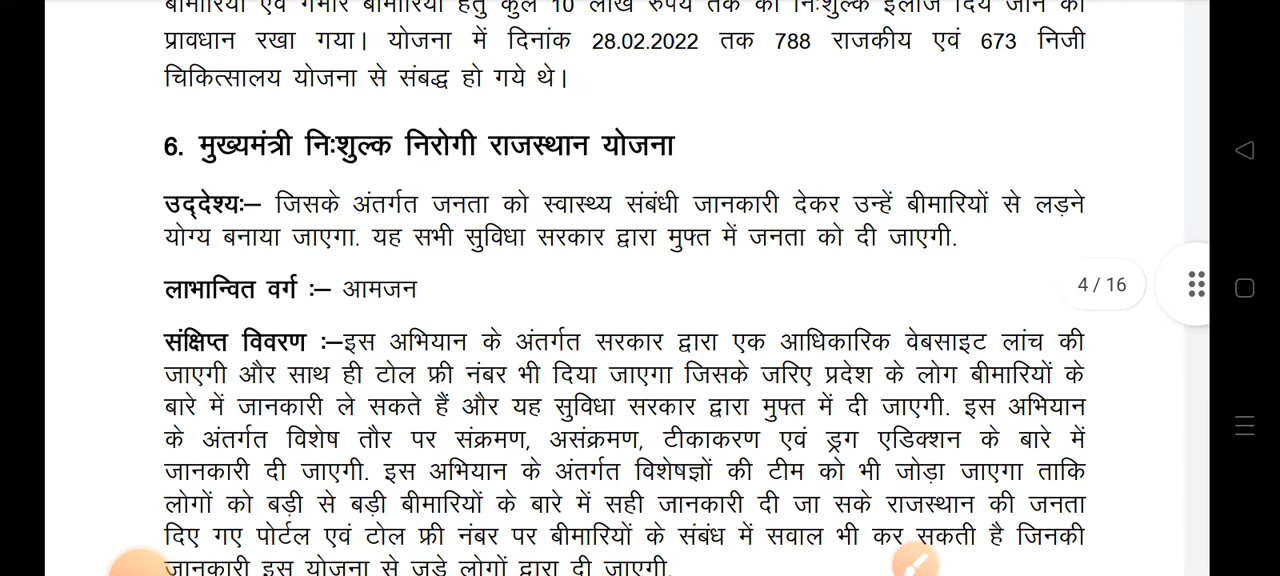 बीमारियों एवं गंभीर बीमारियों हेतु कुल 10 लाख रुपये तक का निःशुल्क इलाज दिये जाने का
प्रावधान रखा गया। योजना में दिनांक 28.02.2022 तक 788 राजकीय एवं 673 निजी
चिकित्सालय योजना से संबद्ध हो गये थे।
6. मुख्यमंत्री निःशुल्क निरोगी राजस्थान योजना
उद्देश्यः– जिसके अंतर्गत जनता को स्वास्थ्य संबंधी जानकारी देकर उन्हें बीमारियों से लड़ने
योग्य बनाया जाएगा. यह सभी सुविधा सरकार द्वारा मुफ्त में जनता को दी जाएगी.
लाभान्वित वर्ग :– आमजन
4 / 16
संक्षिप्त विवरण :–इस अभियान के अंतर्गत सरकार द्वारा एक आधिकारिक वेबसाइट लांच की
जाएगी और साथ ही टोल फ्री नंबर भी दिया जाएगा जिसके जरिए प्रदेश के लोग बीमारियों के
बारे में जानकारी ले सकते हैं और यह सुविधा सरकार द्वारा मुफ्त में दी जाएगी. इस अभियान
के अंतर्गत विशेष तौर पर संक्रमण, असंक्रमण, टीकाकरण एवं ड्रग एडिक्शन के बारे में
जानकारी दी जाएगी. इस अभियान के अंतर्गत विशेषज्ञों की टीम को भी जोड़ा जाएगा ताकि
लोगों को बड़ी से बड़ी बीमारियों के बारे में सही जानकारी दी जा सके राजस्थान की जनता
दिए गए पोर्टल एवं टोल फ्री नंबर पर बीमारियों के संबंध में सवाल भी कर सकती है जिनकी
जानकारी इस योजना से जुड़े लोगों द्वारा दी जाएगी.